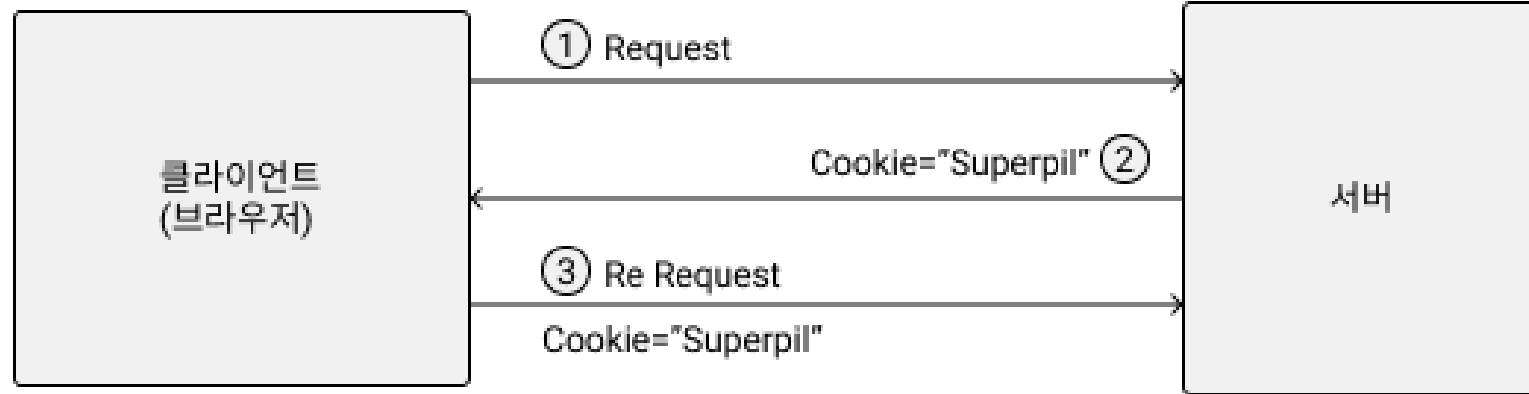 ① Request
Cookie="Superpil" ②
클라이언트
(브라우저)
서버
③ Re Request
Cookie="Superpil"